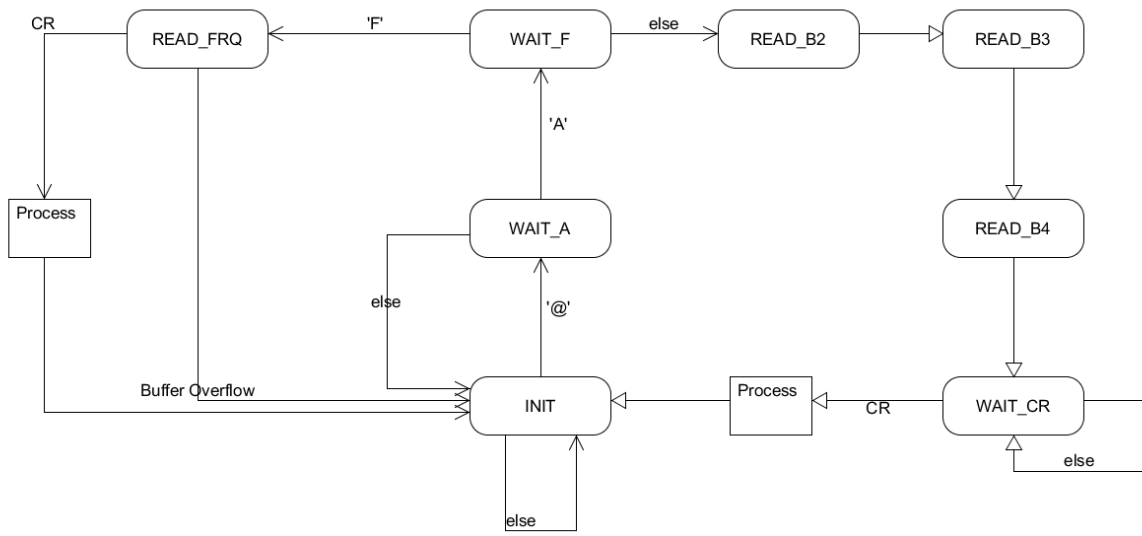 CR
READ_FRQ
'F'
WAIT_F
else
READ_B2
READ_B3
'A'
Process
WAIT_A
READ_B4
else
'@'
Buffer Overflow
INIT
Process
CR
WAIT_CR
else
else